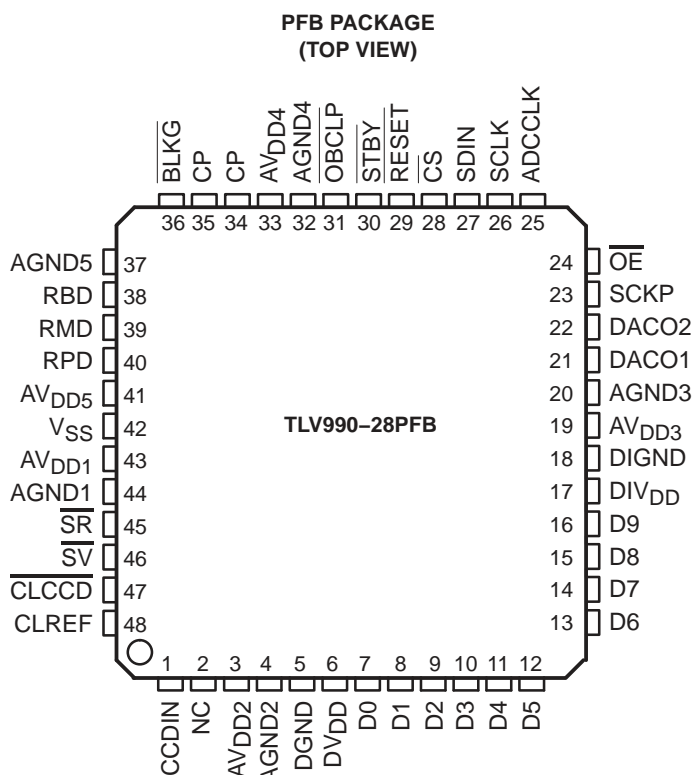 PFB PACKAGE
(TOP VIEW)
BLKG
CP
CP
AVDD4
AGND4
OBCLP
STBY
RESET
CS
SDIN
SCLK
ADCCLK
36 35 34 33 32 31 30 29 28 27 26 25
AGND5 37
RBD 38
RMD 39
RPD 40
AVDD5 41
VSS 42
AVDD1 43
AGND1 44
SR 45
SV 46
CLCCD 47
CLREF 48
TLV990–28PFB
24 OE
23 SCKP
22 DACO2
21 DACO1
20 AGND3
19 AVDD3
18 DIGND
17 DIVDD
16 D9
15 D8
14 D7
13 D6
1 2 3 4 5 6 7 8 9 10 11 12
CCDIN
NC
AVDD2
AGND2
DGND
DVDD
D0
D1
D2
D3
D4
D5